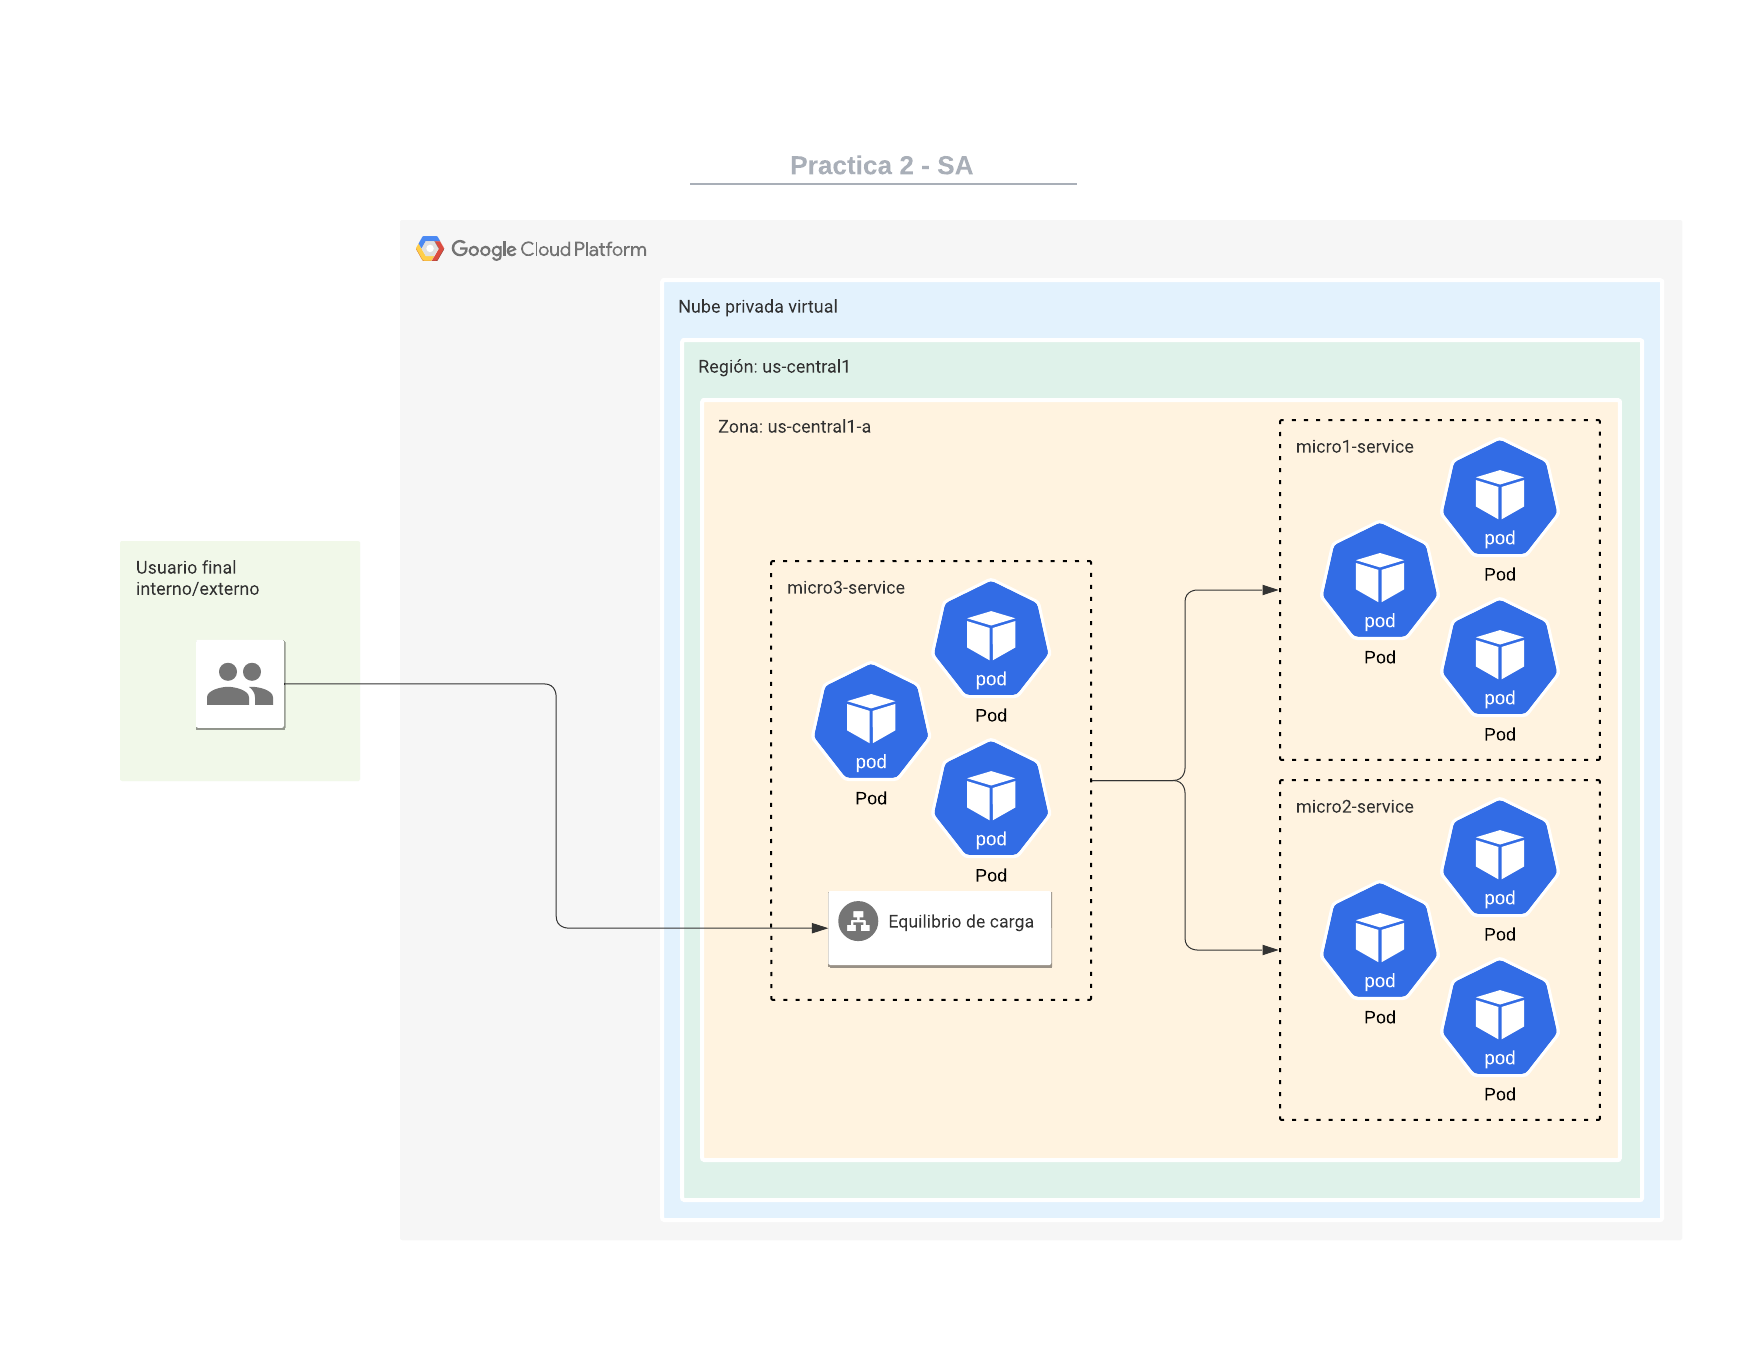 Practica 2 - SA
Google Cloud Platform
Nube privada virtual
Región: us-central1
Zona: us-central1-a
Usuario final
interno/externo
micro3-service
pod
Pod
pod
Pod
pod
Pod
Equilibrio de carga
micro1-service
pod
Pod
pod
Pod
pod
Pod
micro2-service
pod
Pod
pod
Pod
pod
Pod